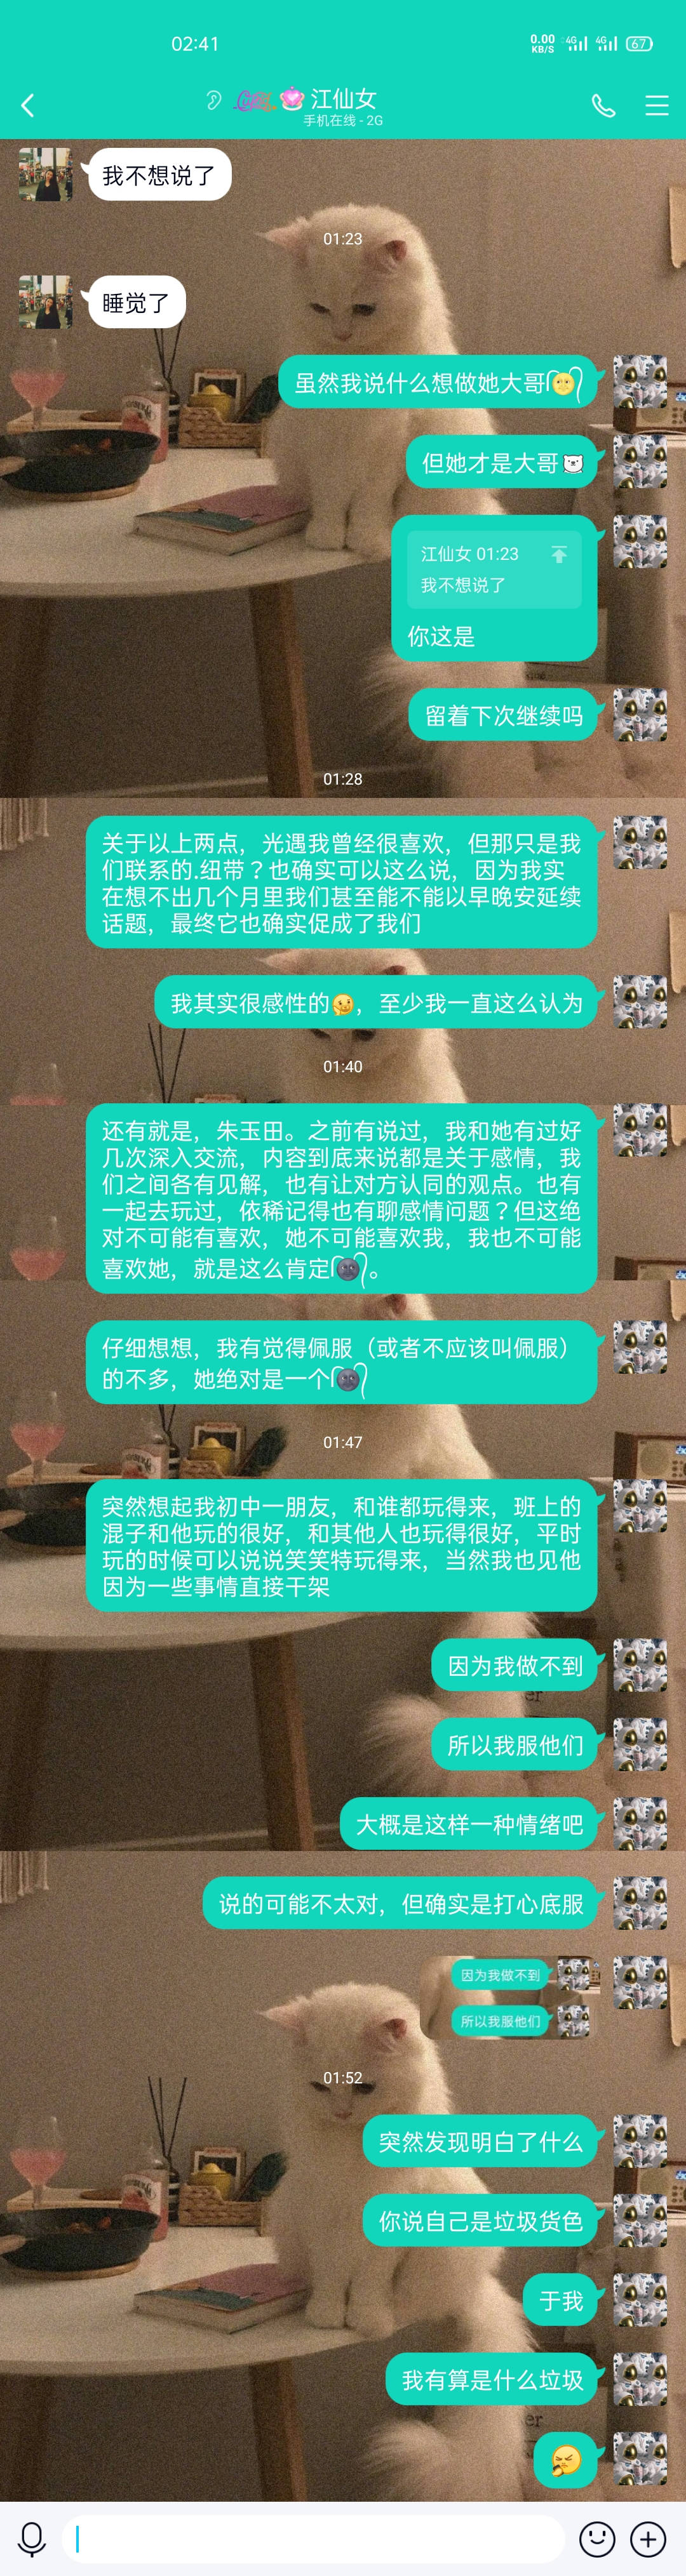 02:41
0.00
KB/S
4G
4G
67
江仙女
手机在线 - 2G
我不想说了
01:23
睡觉了
虽然我说什么想做她大哥
但她才是大哥
江仙女 01:23
我不想说了
你这是
留着下次继续吗
01:28
关于以上两点，光遇我曾经很喜欢，但那只是我
们联系的.纽带？也确实可以这么说，因为我实
在想不出几个月里我们甚至能不能以早晚安延续
话题，最终它也确实促成了我们
我其实很感性的，至少我一直这么认为
01:40
还有就是，朱玉田。之前有说过，我和她有过好
几次深入交流，内容到底来说都是关于感情，我
们之间各有见解，也有让对方认同的观点。也有
一起去玩过，依稀记得也有聊感情问题？但这绝
对不可能有喜欢，她不可能喜欢我，我也不可能
喜欢她，就是这么肯定。
仔细想想，我有觉得佩服（或者不应该叫佩服）
的不多，她绝对是一个
01:47
突然想起我初中一朋友，和谁都玩得来，班上的
混子和他玩的很好，和其他人也玩得很好，平时
玩的时候可以说说笑笑特玩得来，当然我也见他
因为一些事情直接干架
因为我做不到
er
所以我服他们
大概是这样一种情绪吧
说的可能不太对，但确实是打心底服
因为我做不到
所以我服他们
01:52
突然发现明白了什么
你说自己是垃圾货色
于我
我有算是什么垃圾
er